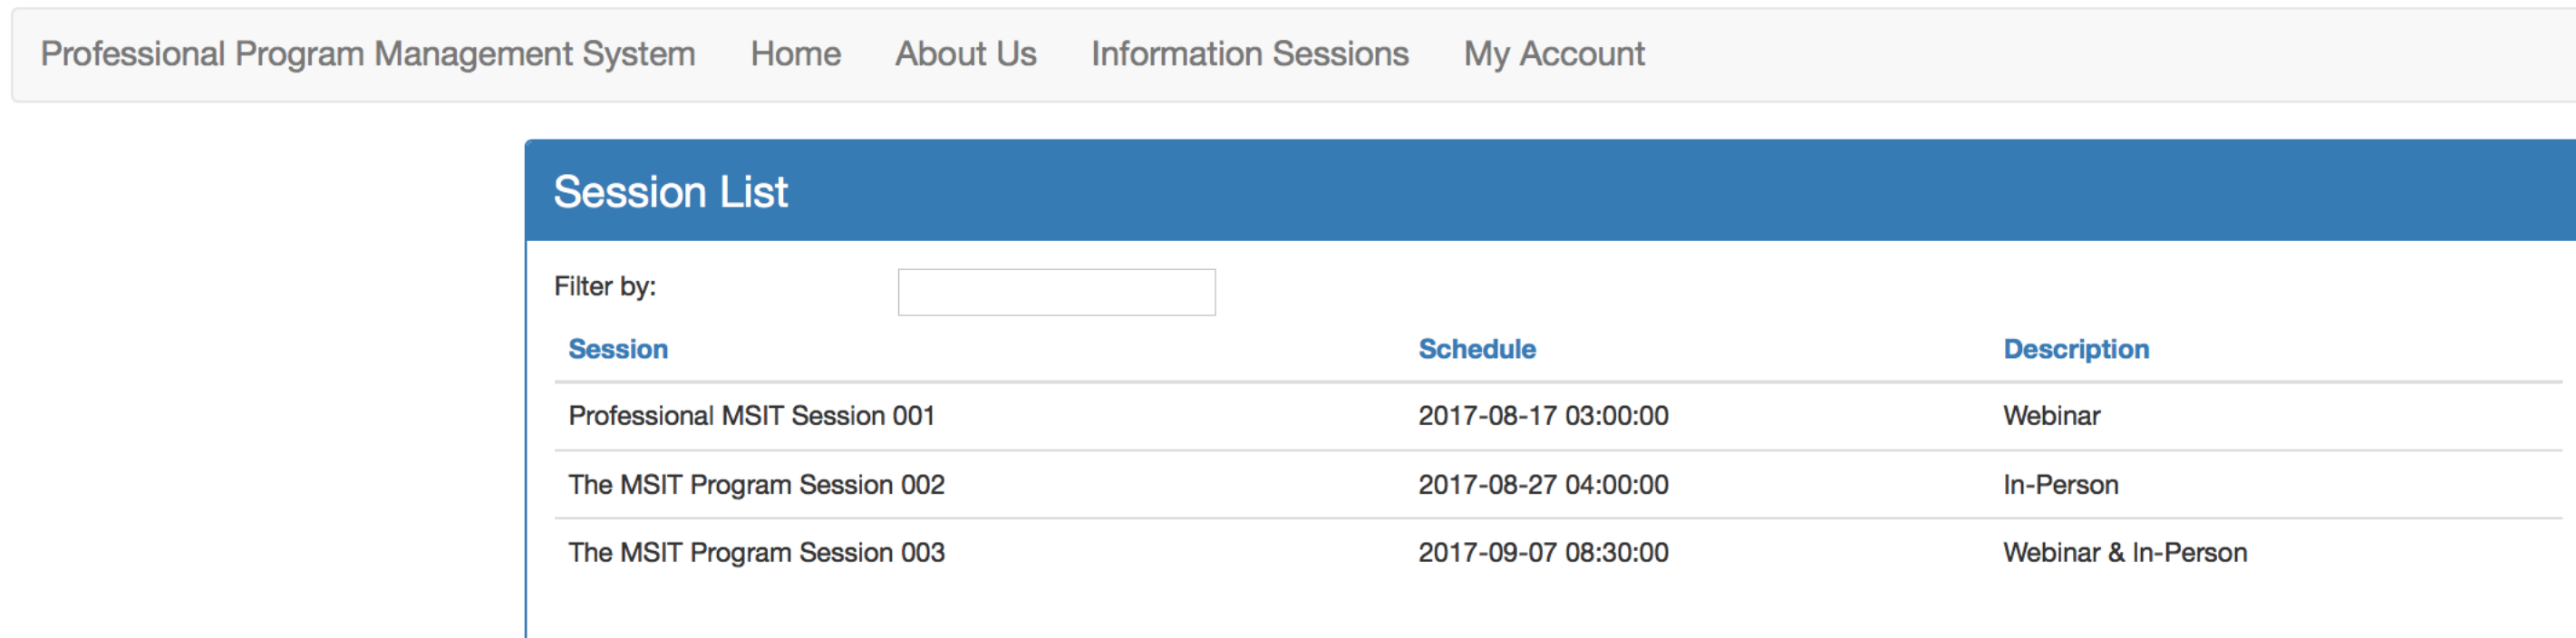 Professional Program Management System Home About Us Information Sessions My Account
Session List
Filter by:
Session Schedule Description
Professional MSIT Session 001 2017-08-17 03:00:00 Webinar
The MSIT Program Session 002 2017-08-27 04:00:00 In-Person
The MSIT Program Session 003 2017-09-07 08:30:00 Webinar & In-Person